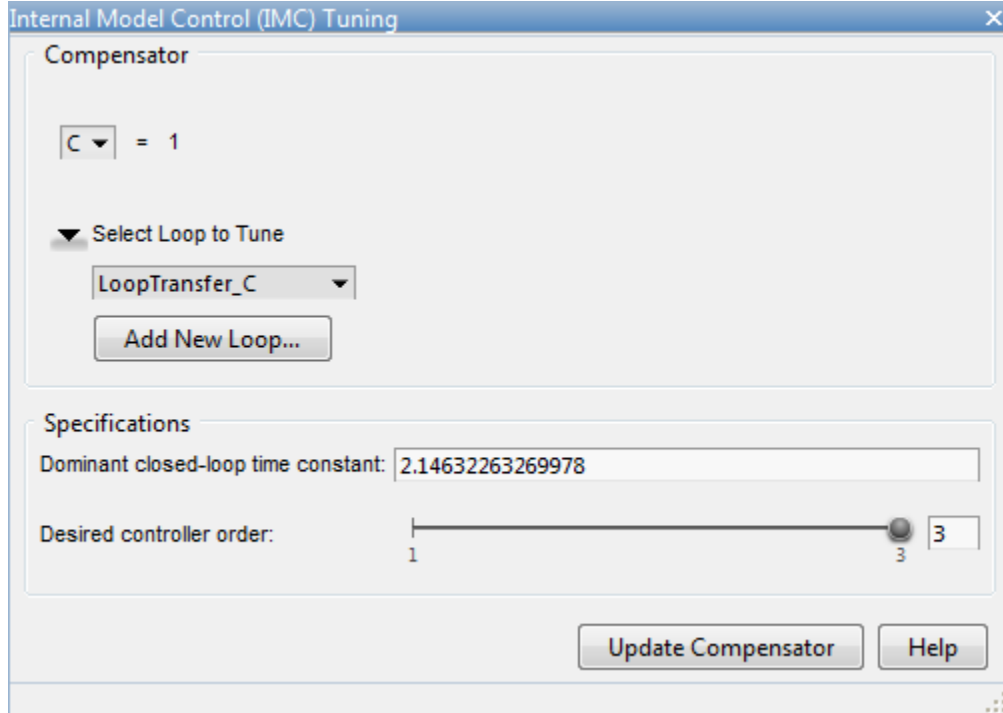 Internal Model Control (IMC) Tuning
Compensator
C = 1
Select Loop to Tune
LoopTransfer_C
Add New Loop...
Specifications
Dominant closed-loop time constant: 2.14632263269978
Desired controller order: 3
1 3
Update Compensator Help